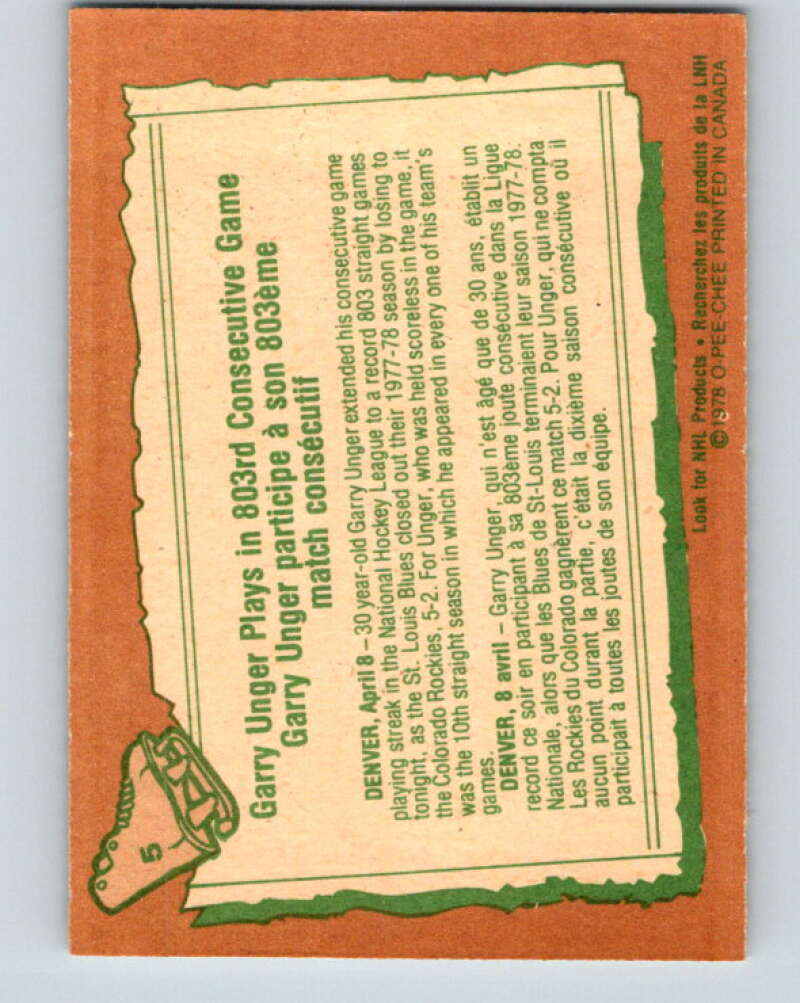 5
Garry Unger Plays in 803rd Consecutive Game
Garry Unger participe à son 803ème
match consécutif
DENVER, April 8 – 30 year-old Garry Unger extended his consecutive game
playing streak in the National Hockey League to a record 803 straight games
tonight, as the St. Louis Blues closed out their 1977-78 season by losing to
the Colorado Rockies, 5-2. For Unger, who was held scoreless in the game, it
was the 10th straight season in which he appeared in every one of his team's
games.
DENVER, 8 avril – Garry Unger, qui n'est âgé que de 30 ans, établit un
record ce soir en participant à sa 803ème joute consécutive dans la Ligue
Nationale, alors que les Blues de St-Louis terminaient leur saison 1977-78.
Les Rockies du Colorado gagnèrent ce match 5-2. Pour Unger, qui ne compta
aucun point durant la partie, c'était la dixième saison consécutive où il
participait à toutes les joutes de son équipe.
Look for NHL Products • Recherchez les produits de la LNH
©1978 O-PEE-CHEE PRINTED IN CANADA